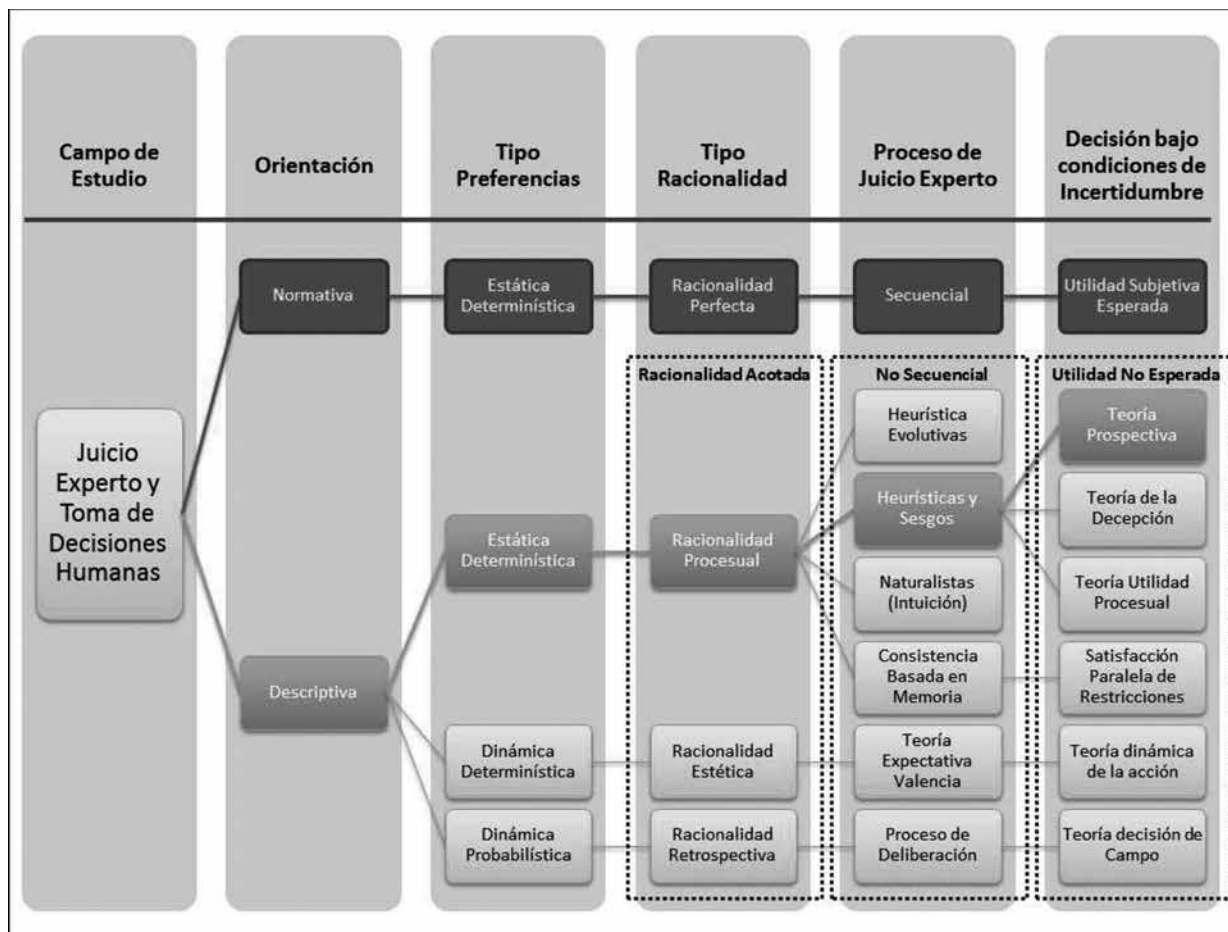 Campo de
Estudio
Orientación
Tipo
Preferencias
Tipo
Racionalidad
Proceso de
Juicio Experto
Decisión bajo
condiciones de
Incertidumbre
Normativa
Estática
Determinística
Racionalidad
Perfecta
Secuencial
Utilidad Subjetiva
Esperada
Racionalidad Acotada
No Secuencial
Utilidad No Esperada
Juicio
Experto y
Toma de
Decisiones
Humanas
Descriptiva
Estática
Determinística
Racionalidad
Procesual
Heurística
Evolutivas
Heurísticas y
Sesgos
Naturalistas
(Intuición)
Consistencia
Basada en
Memoria
Teoría
Prospectiva
Teoría de la
Decepción
Teoría Utilidad
Procesual
Satisfacción
Paralela de
Restricciones
Dinámica
Determinística
Racionalidad
Estética
Teoría
Expectativa
Valencia
Teoría dinámica
de la acción
Dinámica
Probabilística
Racionalidad
Retrospectiva
Proceso de
Deliberación
Teoría decisión de
Campo